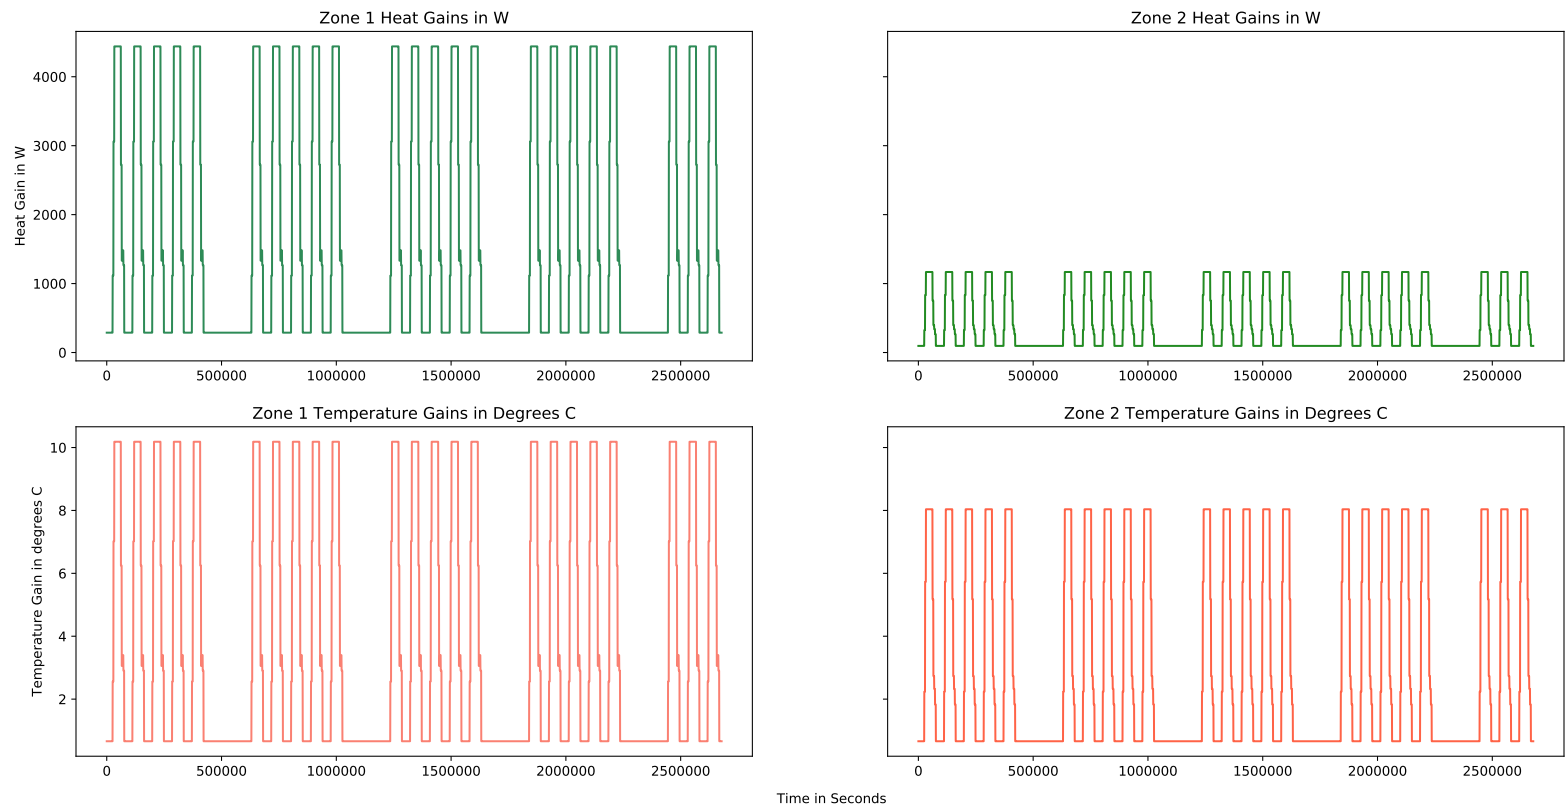 Zone 1 Heat Gains in W
Heat Gain in W
4000
3000
2000
1000
0
0 500000 1000000 1500000 2000000 2500000
Zone 2 Heat Gains in W
0 500000 1000000 1500000 2000000 2500000
Zone 1 Temperature Gains in Degrees C
Temperature Gain in degrees C
10
8
6
4
2
0 500000 1000000 1500000 2000000 2500000
Zone 2 Temperature Gains in Degrees C
0 500000 1000000 1500000 2000000 2500000
Time in Seconds